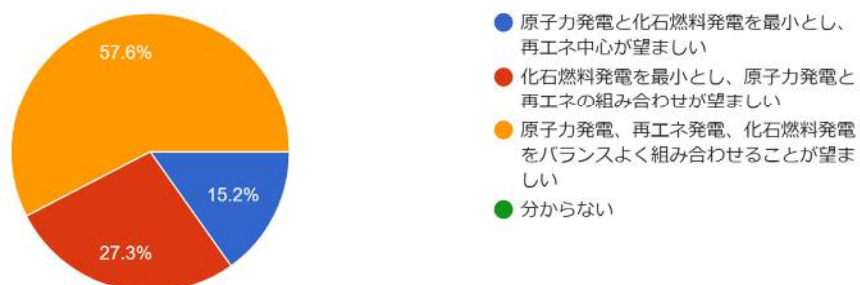 57.6%
15.2%
27.3%
原子力発電と化石燃料発電を最小とし、
再エネ中心が望ましい
化石燃料発電を最小とし、原子力発電と
再エネの組み合わせが望ましい
原子力発電、再エネ発電、化石燃料発電
をバランスよく組み合わせることが望ま
しい
分からない